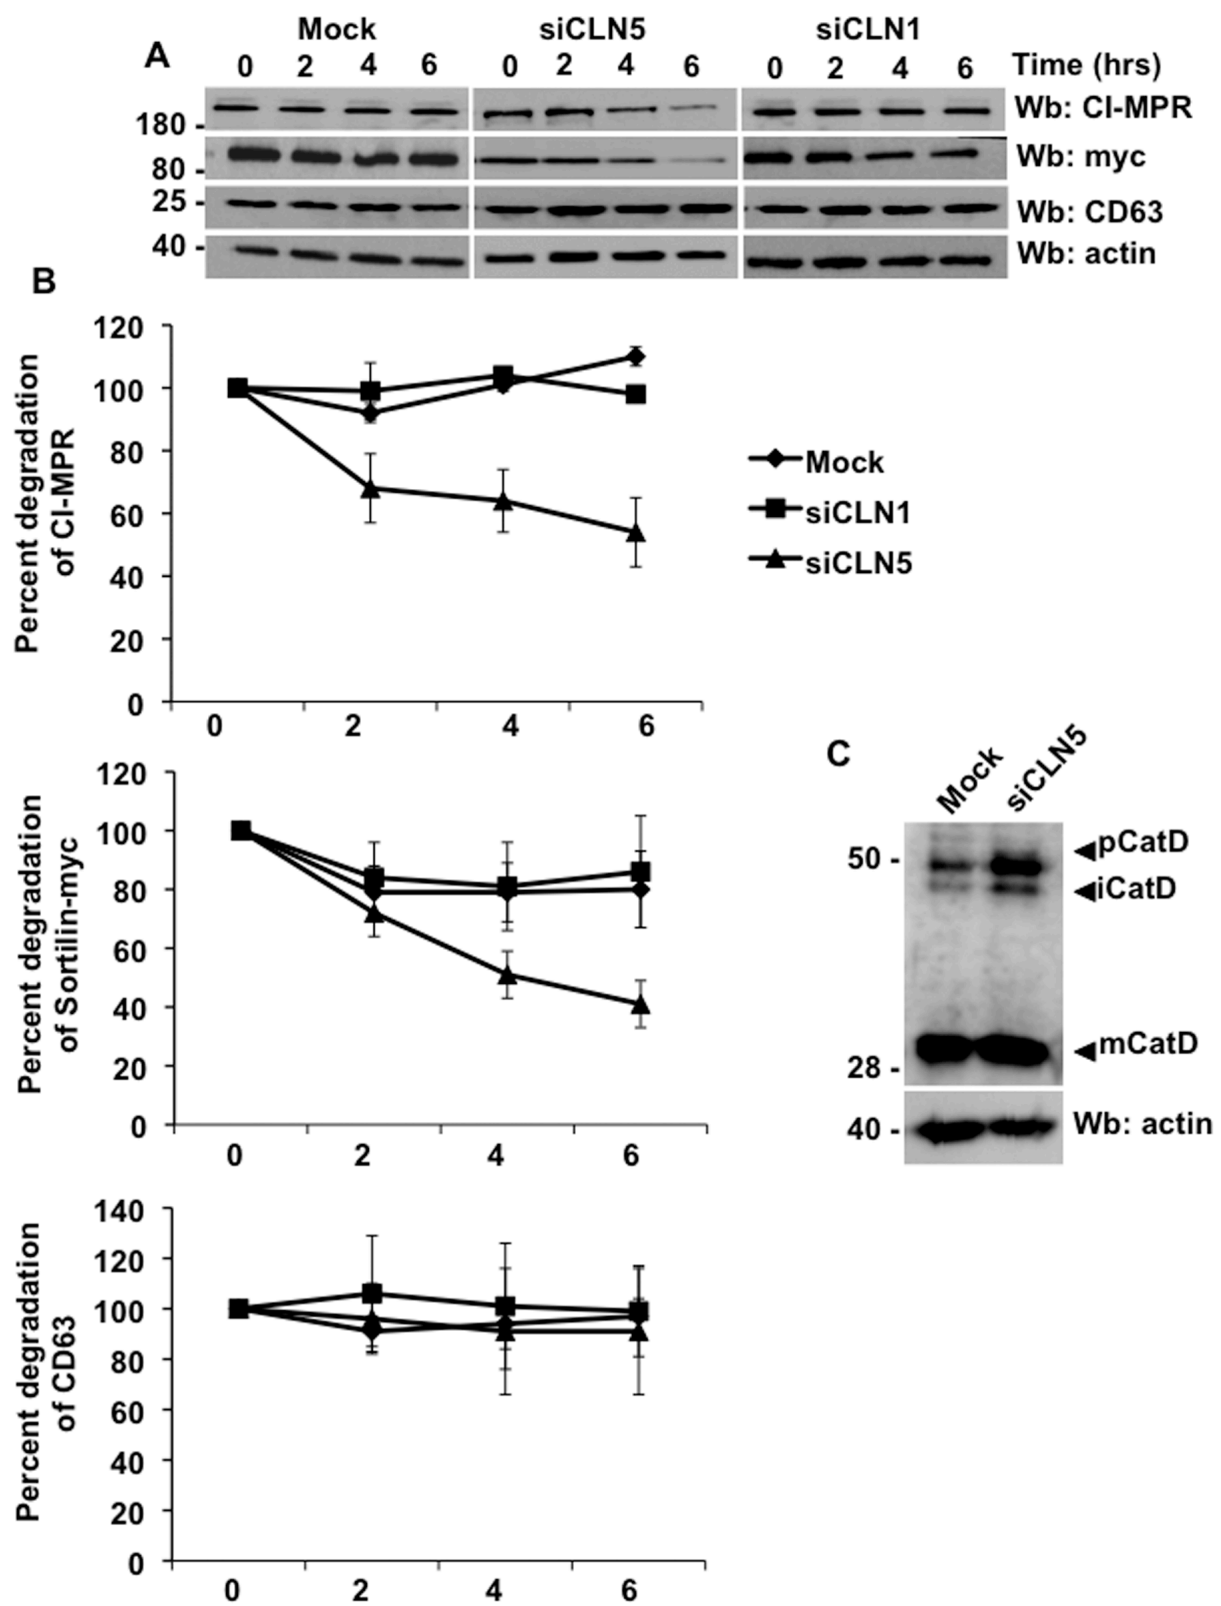 Mock siCLN5 siCLN1
A 0 2 4 6 0 2 4 6 0 2 4 6 Time (hrs)
180 - Wb: CI-MPR
80 - Wb: myc
25 - Wb: CD63
40 - Wb: actin
B
Percent degradation
of CI-MPR
120
100
80
60
40
20
0
0 2 4 6
Mock
siCLN1
siCLN5
Percent degradation
of Sortilin-myc
120
100
80
60
40
20
0
0 2 4 6
C
Mock siCLN5
50 - pCatD
iCatD
mCatD
28 -
40 - Wb: actin
Percent degradation
of CD63
140
120
100
80
60
40
20
0
0 2 4 6